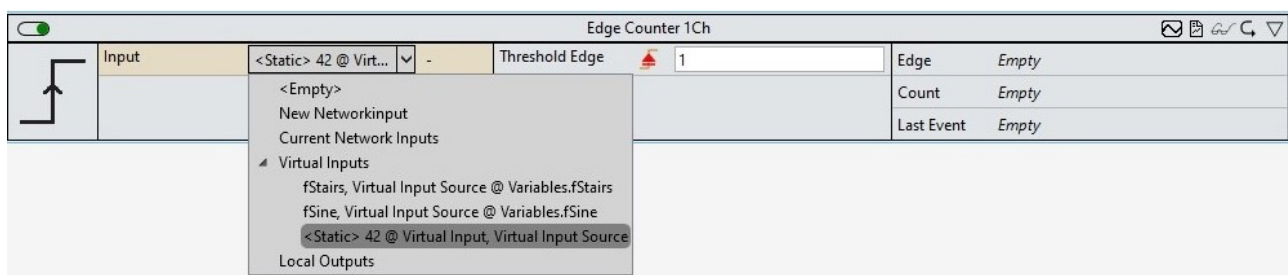 Edge Counter 1Ch
Input
<Static> 42 @ Virt...
-
Threshold Edge
1
Edge
Empty
Count
Empty
Last Event
Empty
<Empty>
New Networkinput
Current Network Inputs
Virtual Inputs
fStairs, Virtual Input Source @ Variables.fStairs
fSine, Virtual Input Source @ Variables.fSine
<Static> 42 @ Virtual Input, Virtual Input Source
Local Outputs